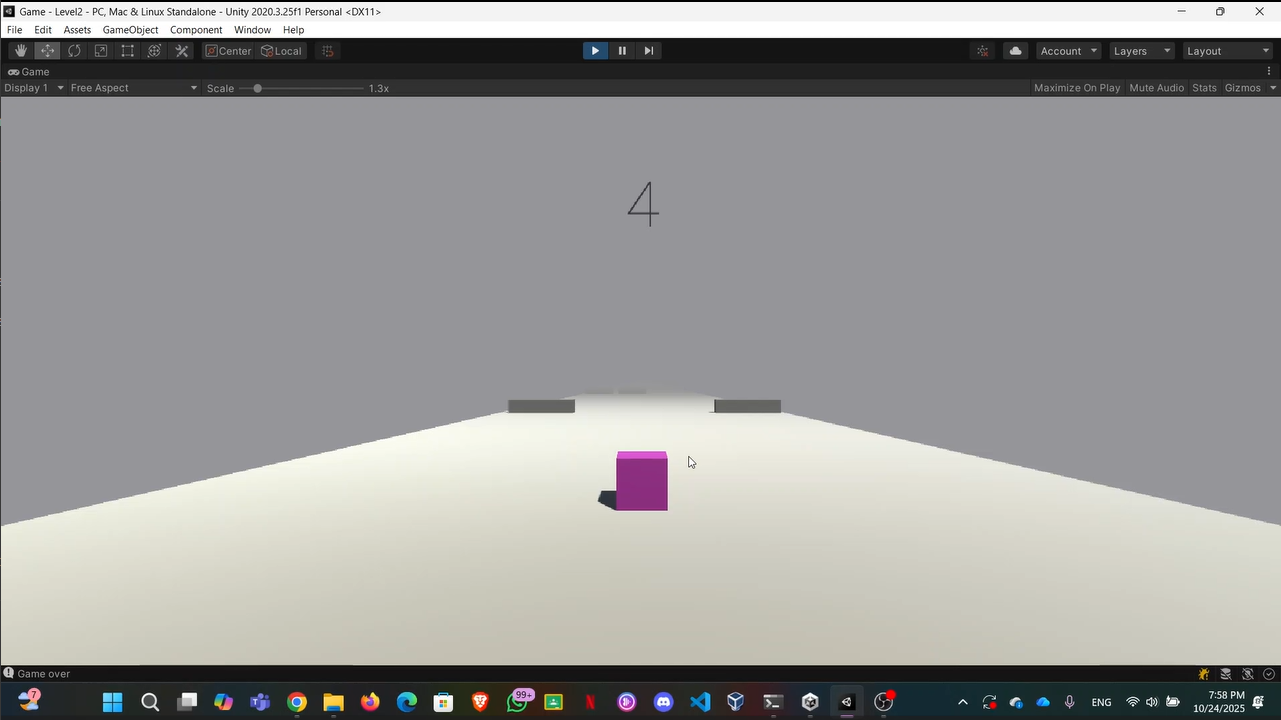 Game - Level2 - PC, Mac & Linux Standalone - Unity 2020.3.25f1 Personal <DX11>
File Edit Assets GameObject Component Window Help
Center Local Account Layers Layout
Game
Display 1 Free Aspect Scale 1.3x Maximize On Play Mute Audio Stats Gizmos
4
Game over
7 99+ ENG 7:58 PM
10/24/2025